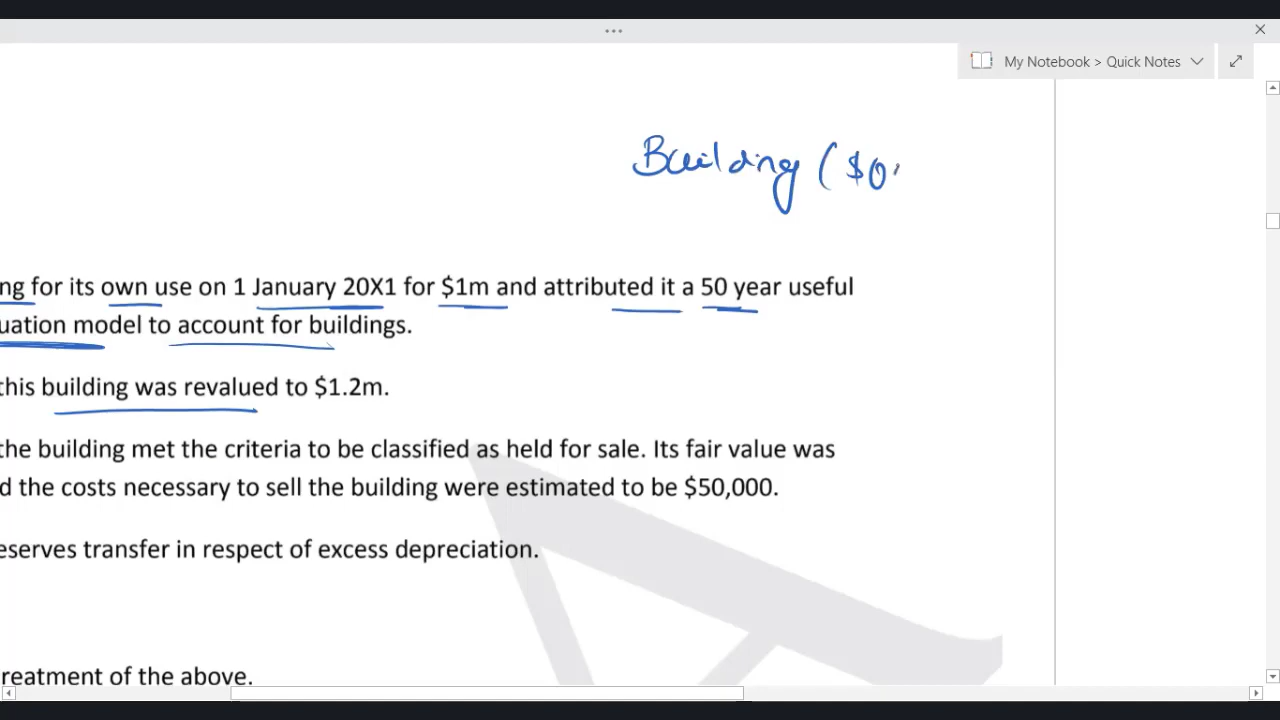 My Notebook > Quick Notes
Building ($0
ng for its own use on 1 January 20X1 for $1m and attributed it a 50 year useful
uation model to account for buildings.
this building was revalued to $1.2m.
the building met the criteria to be classified as held for sale. Its fair value was
d the costs necessary to sell the building were estimated to be $50,000.
eserves transfer in respect of excess depreciation.
reatment of the above.